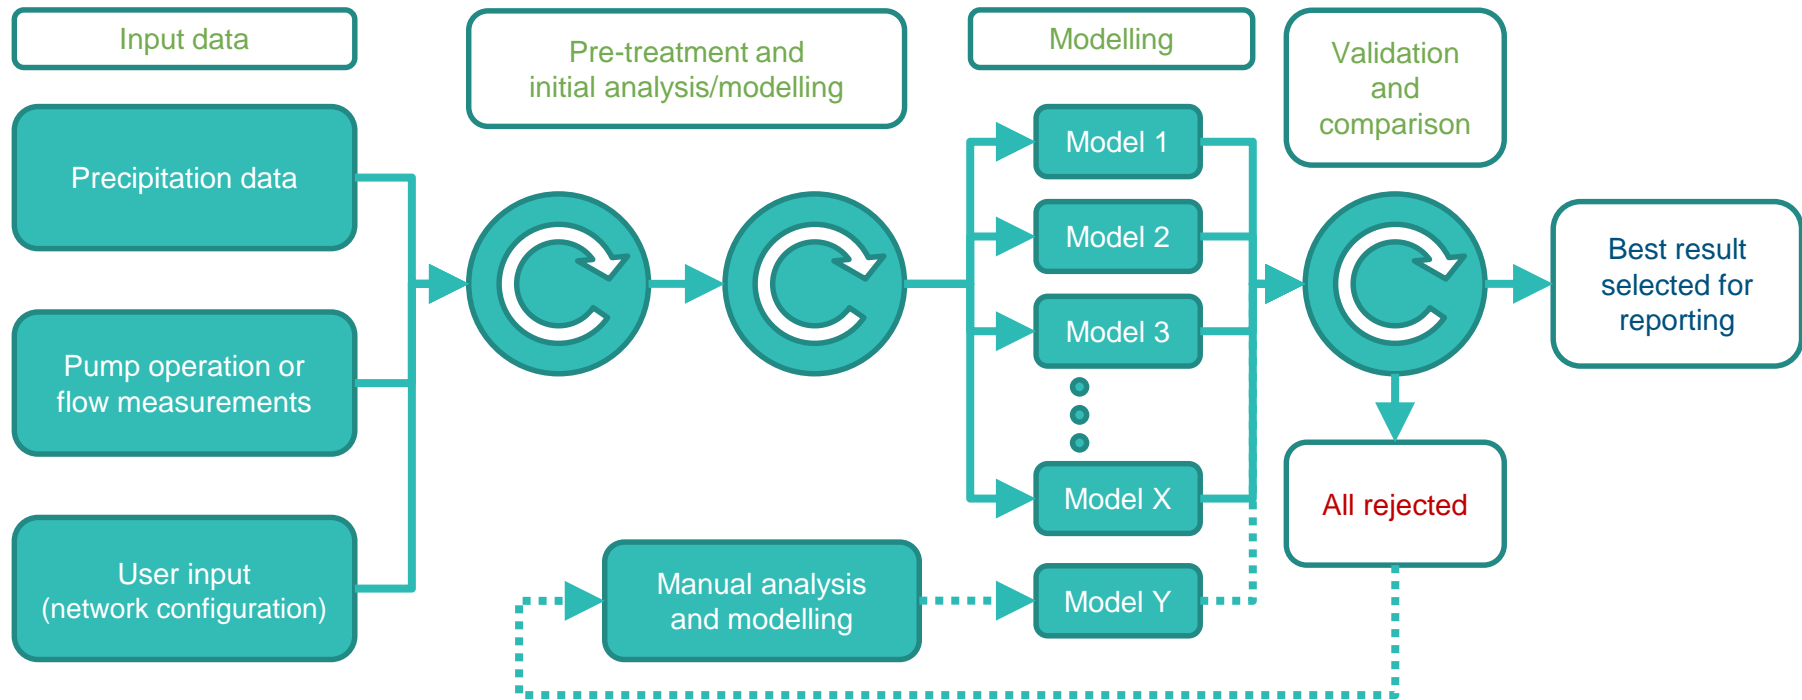 Input data
Pre-treatment and
initial analysis/modelling
Modelling
Validation
and
comparison
Precipitation data
Pump operation or
flow measurements
User input
(network configuration)
Model 1
Model 2
Model 3
Model X
Manual analysis
and modelling
Model Y
Best result
selected for
reporting
All rejected